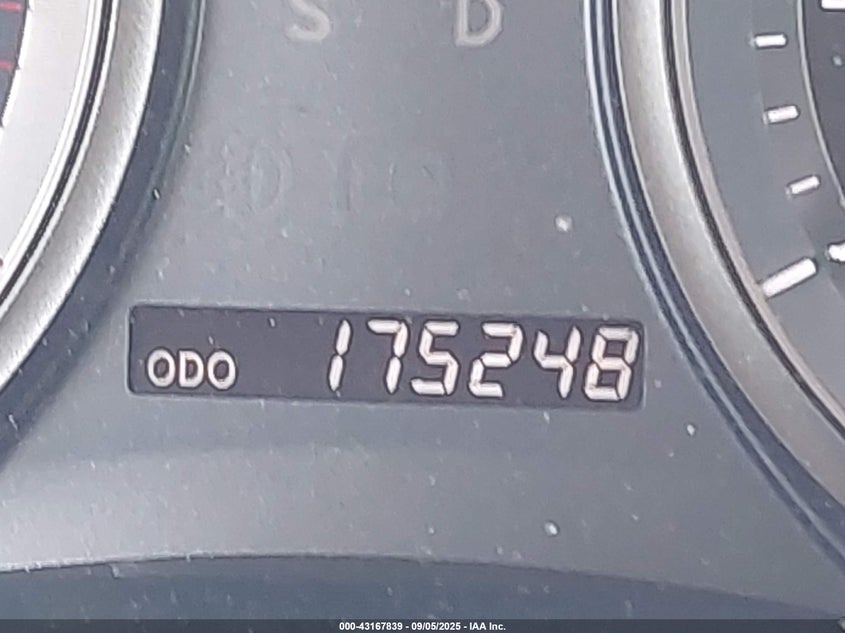 S D
ODO 175248
000-43167839 - 09/05/2025 - IAA Inc.